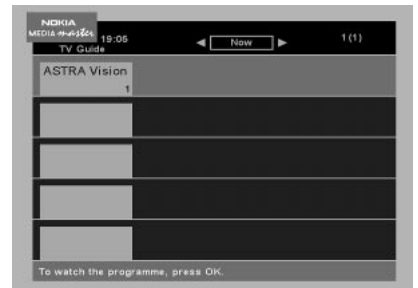 NOKIA
MEDIA master 19:05
TV Guide
Now
1(1)
ASTRA Vision
1
To watch the programme, press OK.